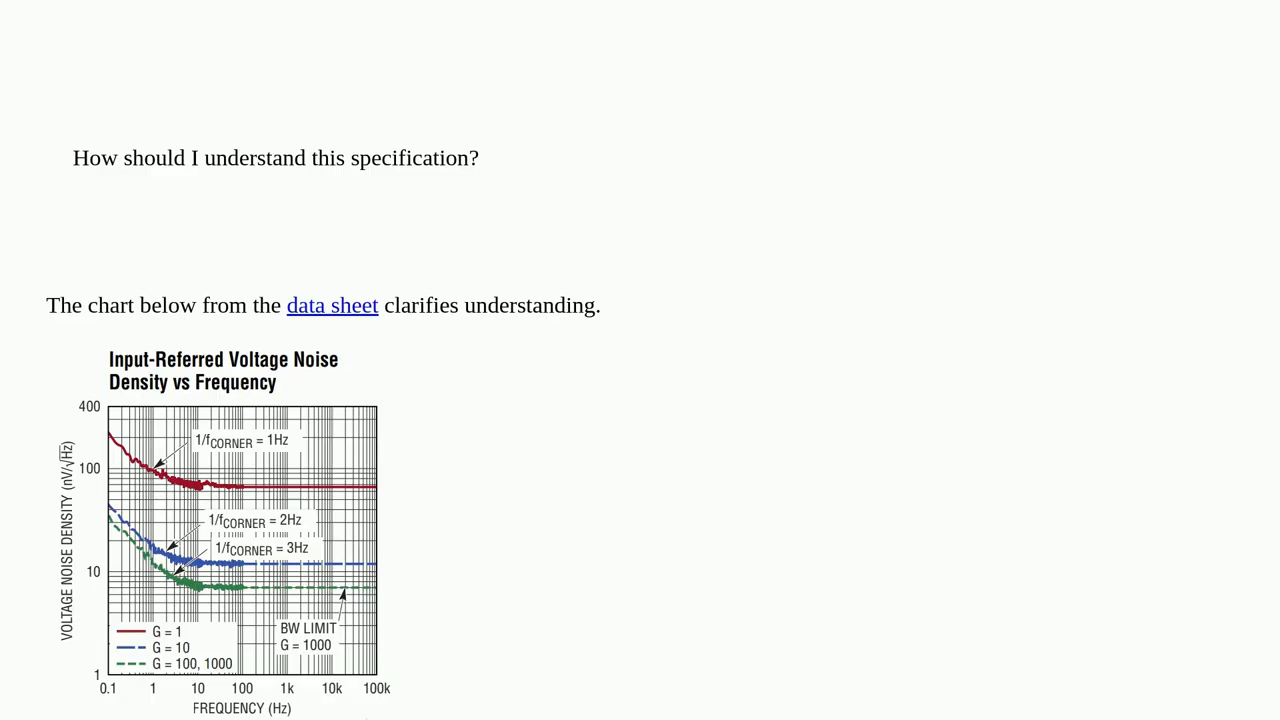 How should I understand this specification?
The chart below from the data sheet clarifies understanding.
Input-Referred Voltage Noise
Density vs Frequency
400
1/fCORNER = 1Hz
100
1/fCORNER = 2Hz
1/fCORNER = 3Hz
10
VOLTAGE NOISE DENSITY (nV/√Hz)
BW LIMIT
G = 1000
G = 1
G = 10
G = 100, 1000
1
0.1 1 10 100 1k 10k 100k
FREQUENCY (Hz)